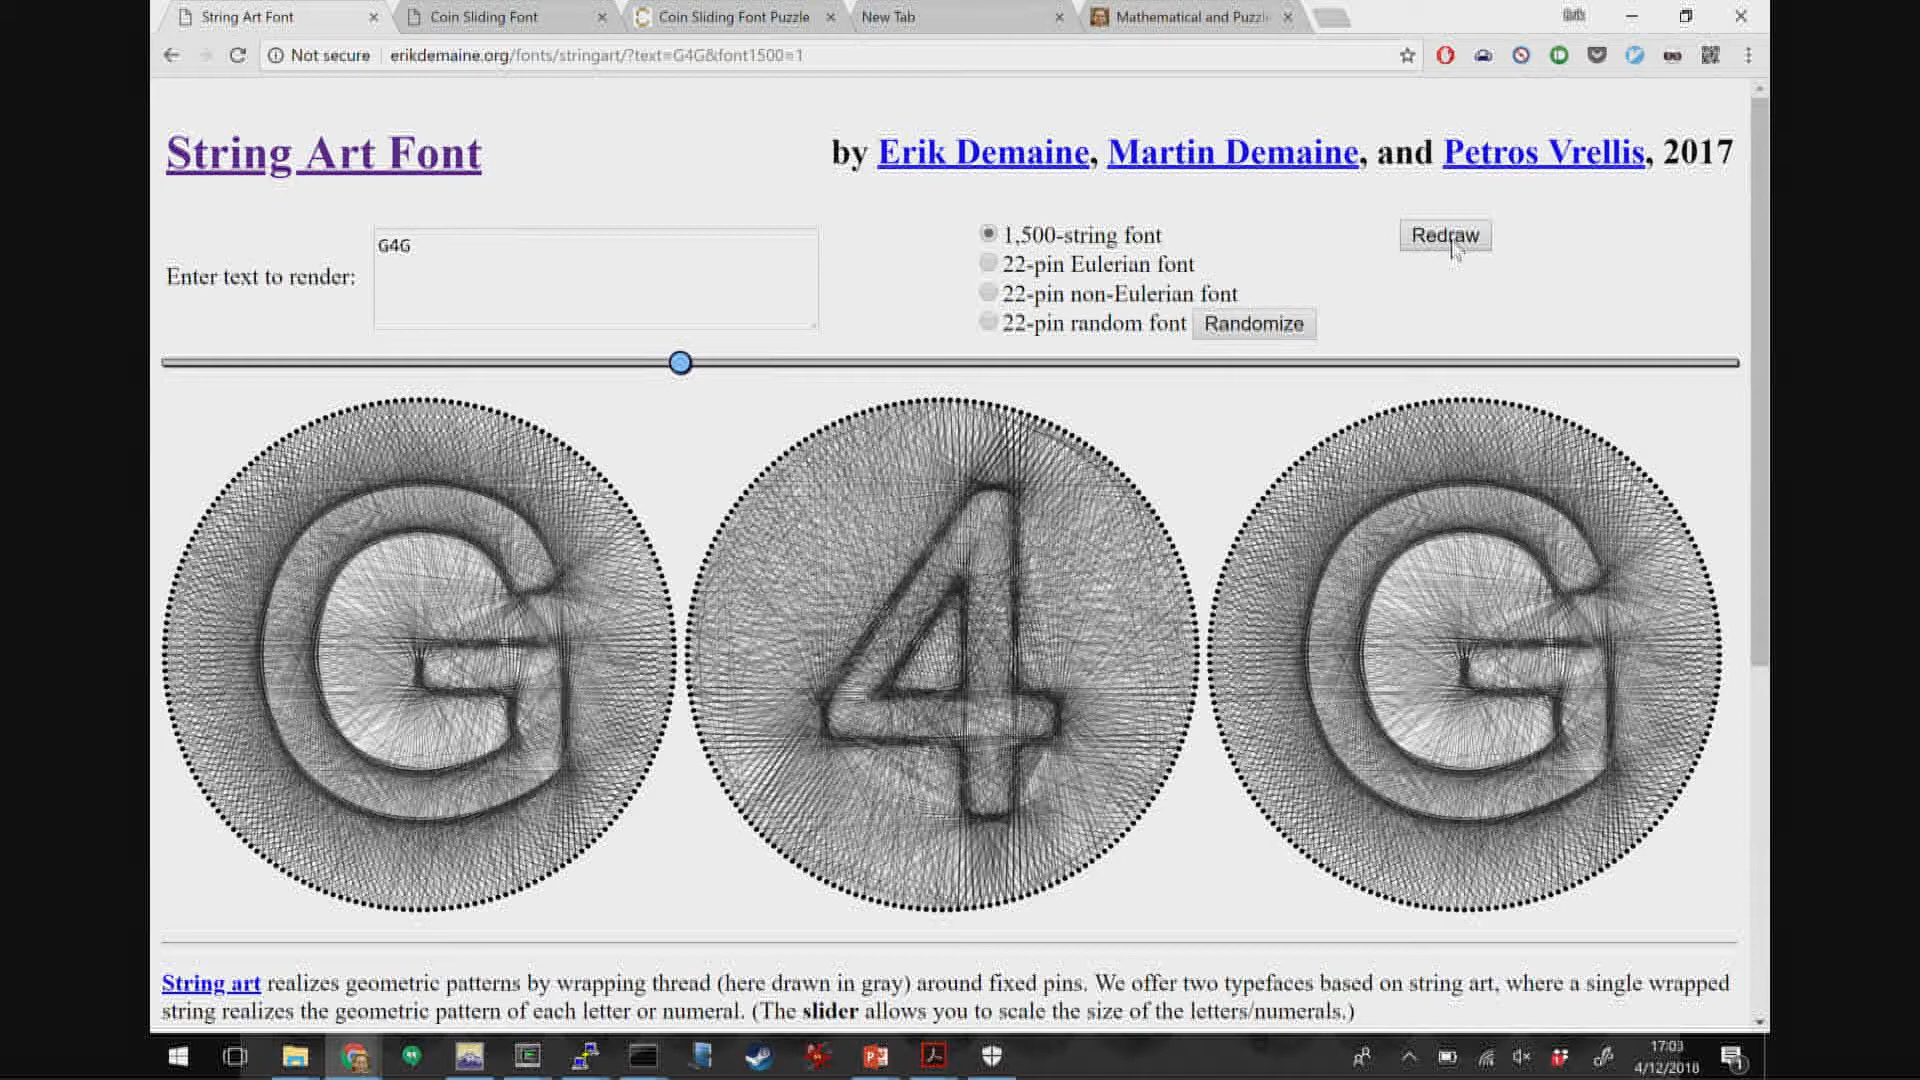 String Art Font
Coin Sliding Font
Coin Sliding Font Puzzle
New Tab
Mathematical and Puzzl
Not secure
erikdemaine.org/fonts/stringart/?text=G4G&font1500=1
String Art Font
by Erik Demaine, Martin Demaine, and Petros Vrellis, 2017
Enter text to render:
G4G
1,500-string font
22-pin Eulerian font
22-pin non-Eulerian font
22-pin random font
Randomize
Redraw
G4G
String art realizes geometric patterns by wrapping thread (here drawn in gray) around fixed pins. We offer two typefaces based on string art, where a single wrapped
string realizes the geometric pattern of each letter or numeral. (The slider allows you to scale the size of the letters/numerals.)
17:03
4/12/2018